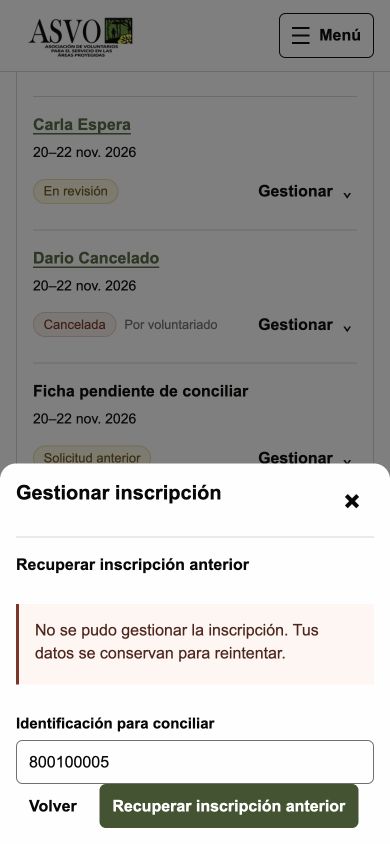 ASVO
ASOCIACIÓN DE VOLUNTARIOS
PARA EL SERVICIO EN LAS
ÁREAS PROTEGIDAS
Menú
Carla Espera
20–22 nov. 2026
En revisión
Gestionar
Dario Cancelado
20–22 nov. 2026
Cancelada Por voluntariado Gestionar
Ficha pendiente de conciliar
20–22 nov. 2026
Solicitud anterior Gestionar
Gestionar inscripción
Recuperar inscripción anterior
No se pudo gestionar la inscripción. Tus
datos se conservan para reintentar.
Identificación para conciliar
800100005
Volver Recuperar inscripción anterior